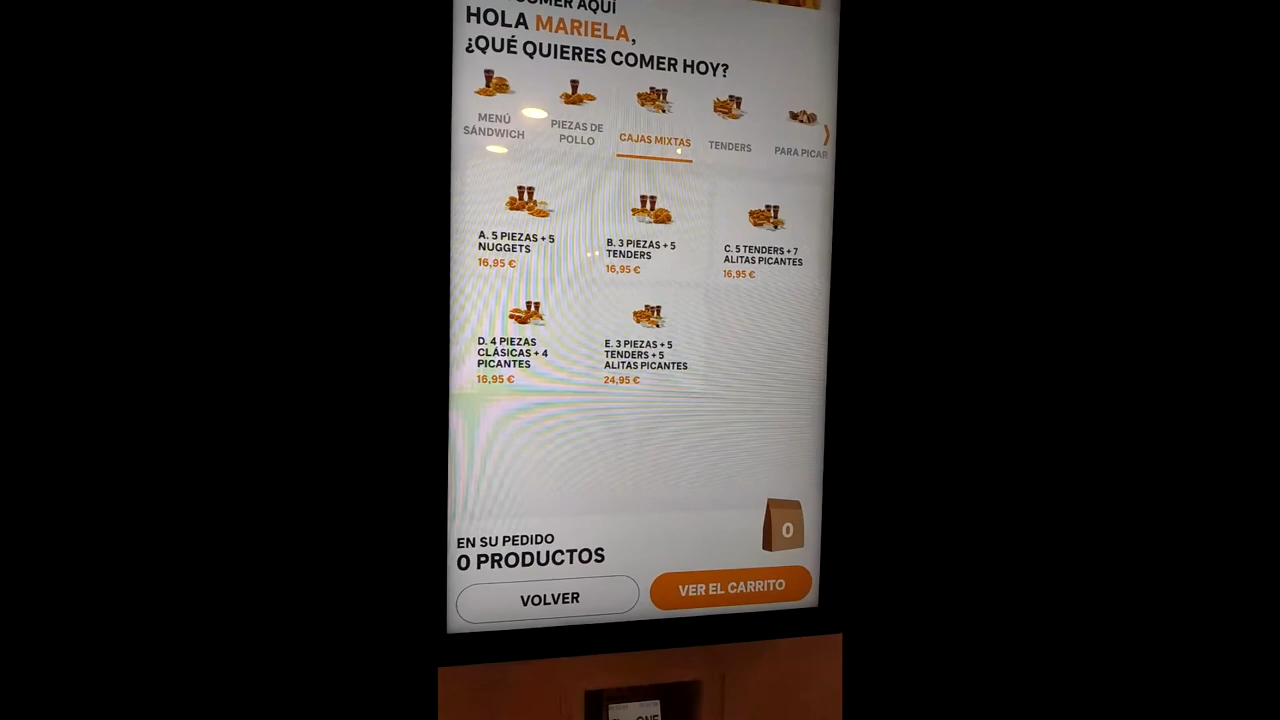 COMER AQUÍ
HOLA MARIELA,
¿QUÉ QUIERES COMER HOY?
MENÚ
SÁNDWICH
PIEZAS DE
POLLO
CAJAS MIXTAS
TENDERS
PARA PICAR
A. 5 PIEZAS + 5
NUGGETS
16,95 €
B. 3 PIEZAS + 5
TENDERS
16,95 €
C. 5 TENDERS + 7
ALITAS PICANTES
16,95 €
D. 4 PIEZAS
CLÁSICAS + 4
PICANTES
16,95 €
E. 3 PIEZAS + 5
TENDERS + 5
ALITAS PICANTES
24,95 €
0
EN SU PEDIDO
0 PRODUCTOS
VOLVER
VER EL CARRITO